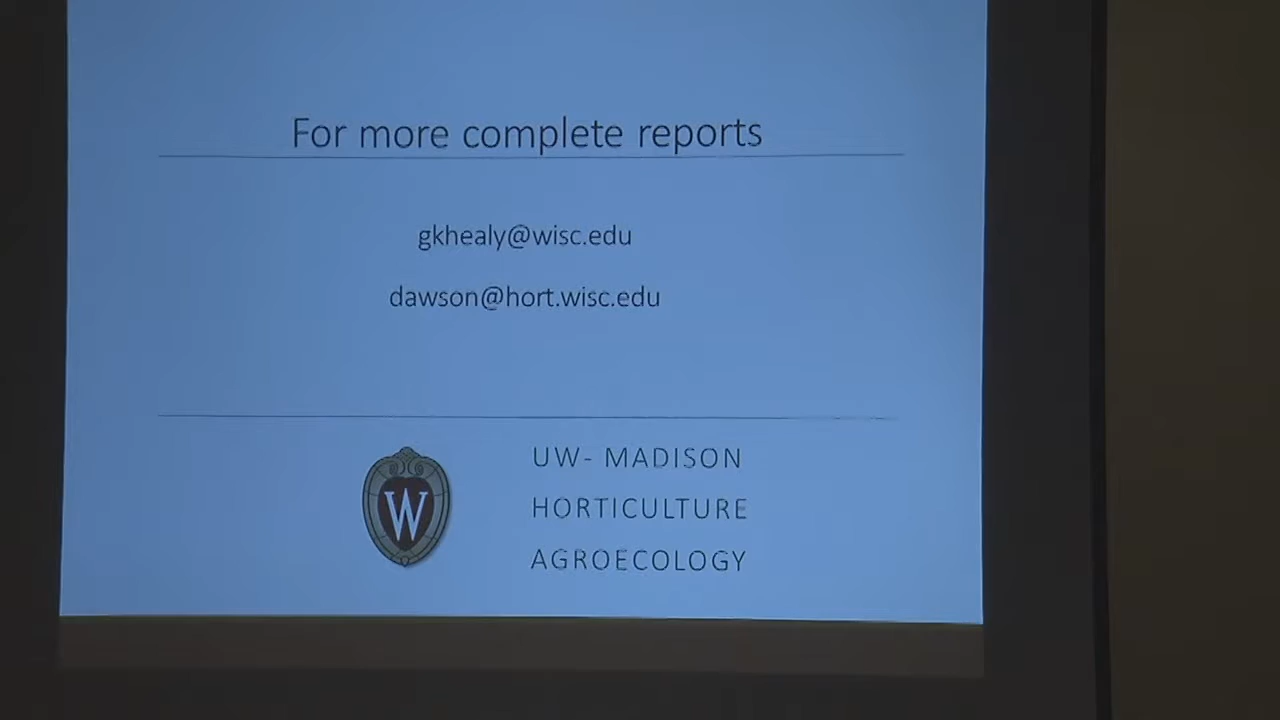 For more complete reports
gkhealy@wisc.edu
dawson@hort.wisc.edu
W
UW- MADISON
HORTICULTURE
AGROECOLOGY